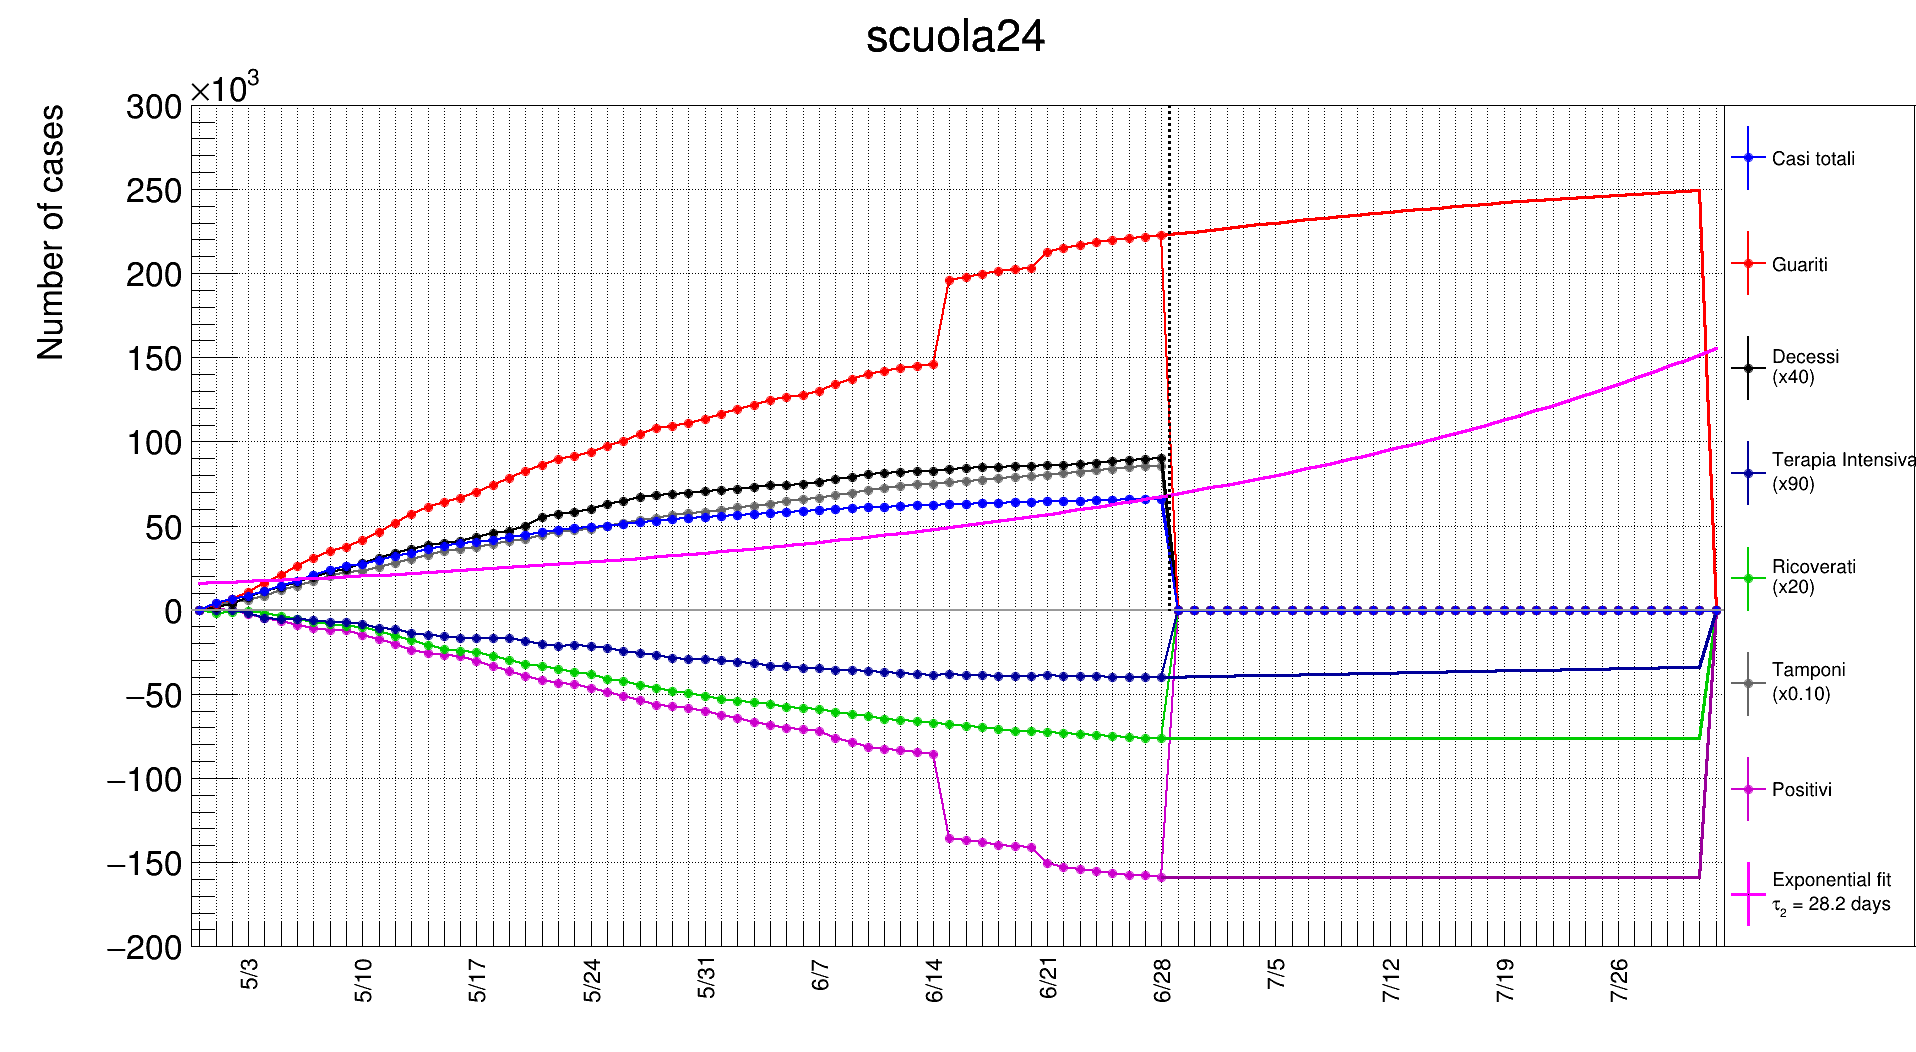 scuola24
×10³
Number of cases
300
250
200
150
100
50
0
−50
−100
−150
−200
5/3
5/10
5/17
5/24
5/31
6/7
6/14
6/21
6/28
7/5
7/12
7/19
7/26
Casi totali
Guariti
Decessi
(x40)
Terapia Intensiva
(x90)
Ricoverati
(x20)
Tamponi
(x0.10)
Positivi
Exponential fit
τ₂ = 28.2 days